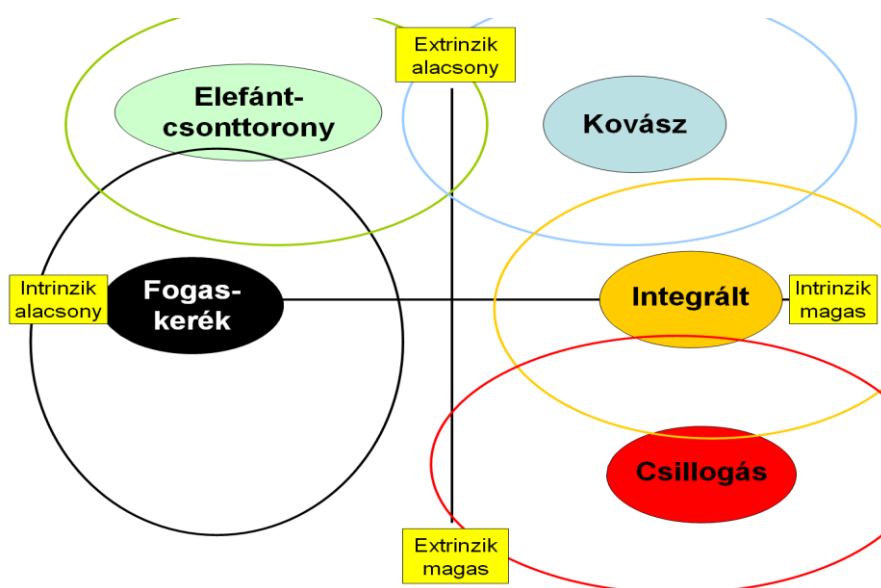 Extrinzik
alacsony
Elefánt-
csonttorony
Kovász
Intrinzik
alacsony
Fogas-
kerék
Integrált
Intrinzik
magas
Csillogás
Extrinzik
magas